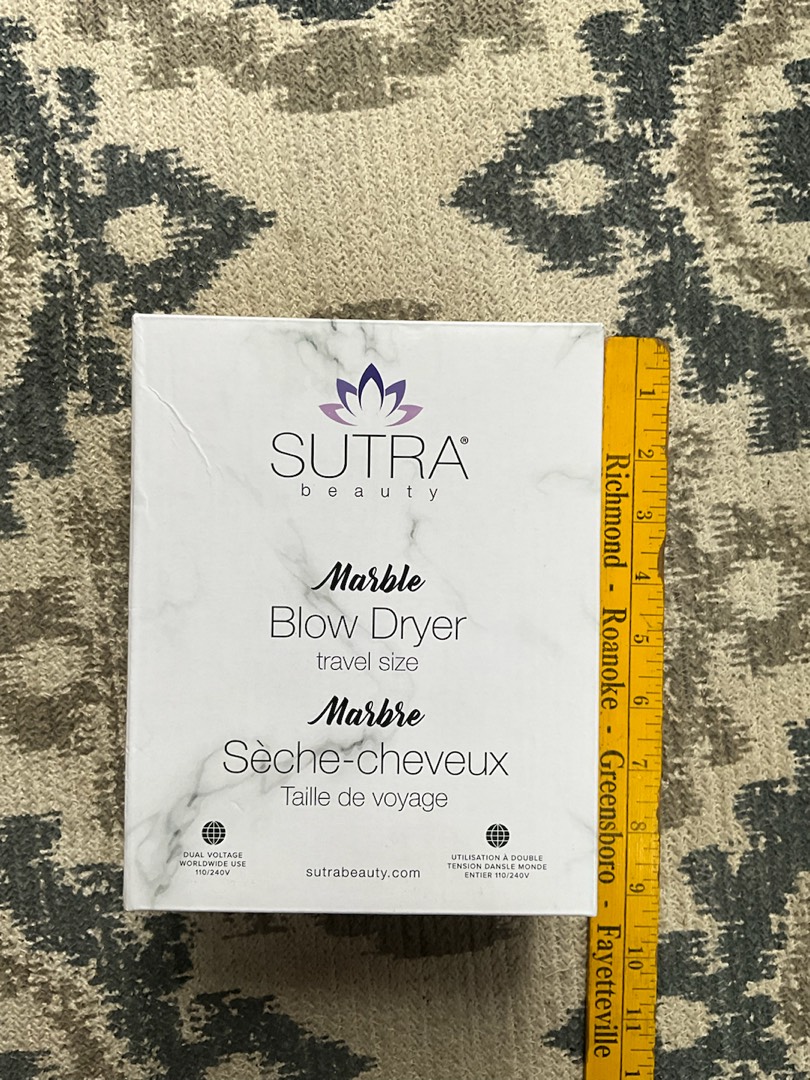 SUTRA®
beauty
Marble
Blow Dryer
travel size
Marbre
Sèche-cheveux
Taille de voyage
DUAL VOLTAGE
WORLDWIDE USE
110/240V
sutrabeauty.com
UTILISATION À DOUBLE
TENSION DANSLE MONDE
ENTIER 110/240V
1 2 3 4 5 6 7 8 9 10 11 1
Richmond - Roanoke - Greensboro - Fayetteville